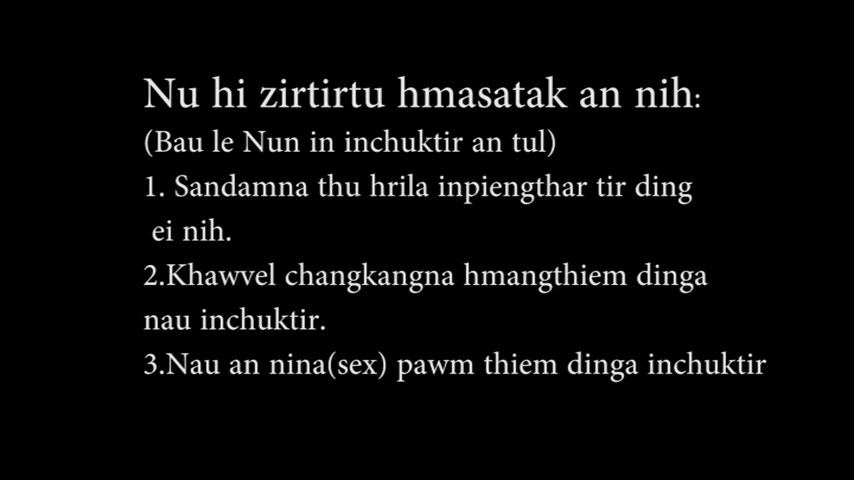 Nu hi zirtirtu hmasatak an nih:
(Bau le Nun in inchuktir an tul)
1. Sandamna thu hrila inpiengthar tir ding
ei nih.
2.Khawvel changkangna hmangthiem dinga
nau inchuktir.
3.Nau an nina(sex) pawm thiem dinga inchuktir